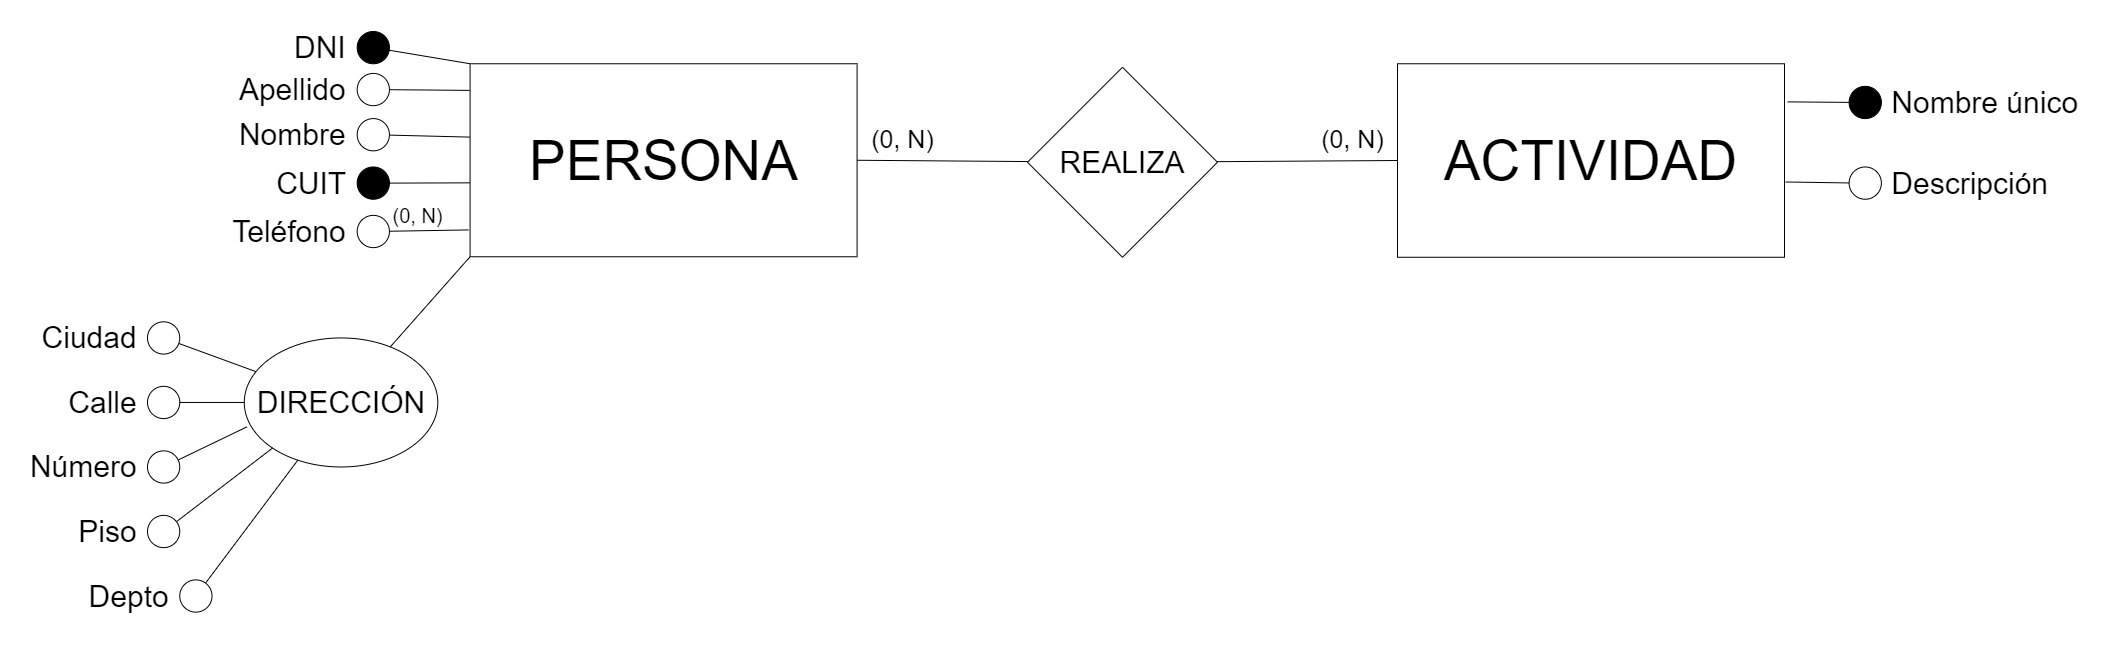 DNI
Apellido
Nombre
CUIT
Teléfono (0, N)
PERSONA
(0, N)
REALIZA
(0, N)
ACTIVIDAD
Nombre único
Descripción
DIRECCIÓN
Ciudad
Calle
Número
Piso
Depto